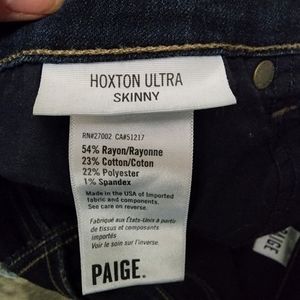 HOXTON ULTRA
SKINNY
RN#27002 CA#51217
54% Rayon/Rayonne
23% Cotton/Coton
22% Polyester
1% Spandex
Made in the USA of Imported
fabric and components.
See care on reverse.
Fabriqué aux États-Unis à partir
de tissus et composants
importés
Voir le soin sur l'inverse.
PAIGE.
PAIGE